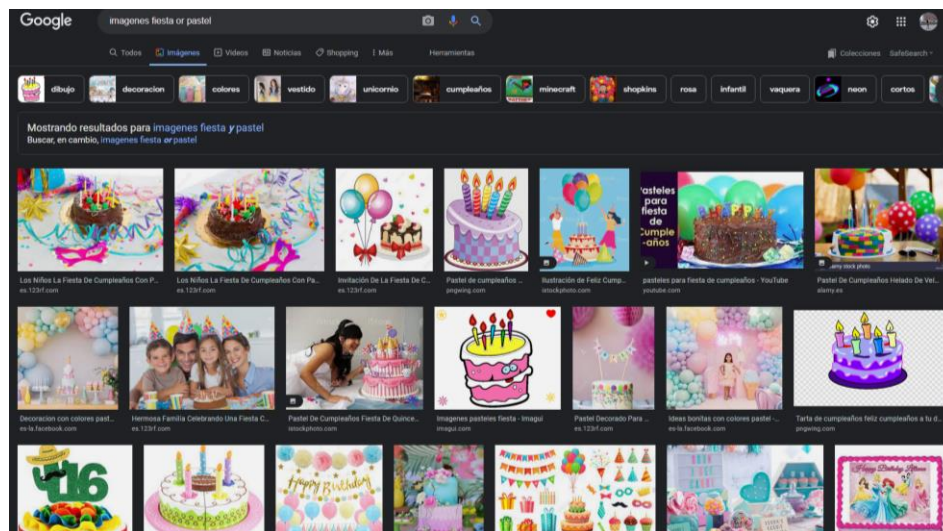 Google
imagenes fiesta or pastel
Todos Imágenes Videos Noticias Shopping Más Herramientas
Colecciones SafeSearch
dibujo decoracion colores vestido unicornio cumpleaños minecraft shopkins rosa infantil vaquera neon cortos
Mostrando resultados para imagenes fiesta y pastel
Buscar, en cambio, imagenes fiesta or pastel
Pasteles
para
fiesta
de
Cumple
-años
alamy stock photo
Los Niños La Fiesta De Cumpleaños Con P...
es.123rf.com
Los Niños La Fiesta De Cumpleaños Con Pa...
es.123rf.com
Invitación De La Fiesta De C...
es.123rf.com
Pastel de cumpleaños ...
pngwing.com
Ilustración de Feliz Cump...
istockphoto.com
pasteles para fiesta de cumpleaños - YouTube
youtube.com
Pastel De Cumpleaños Helado De Vel...
alamy.es
Decoracion con colores past...
es-la.facebook.com
Hermosa Familia Celebrando Una Fiesta C...
es.123rf.com
Pastel De Cumpleaños Fiesta De Quince...
istockphoto.com
Imagenes pasteles fiesta - Imagui
imagui.com
Pastel Decorado Para ...
es.123rf.com
Ideas bonitas con colores pastel -...
es-la.facebook.com
Tarta de cumpleaños feliz cumpleaños a tu d
pngwing.com
16
Happy Birthday
Happy Birthday